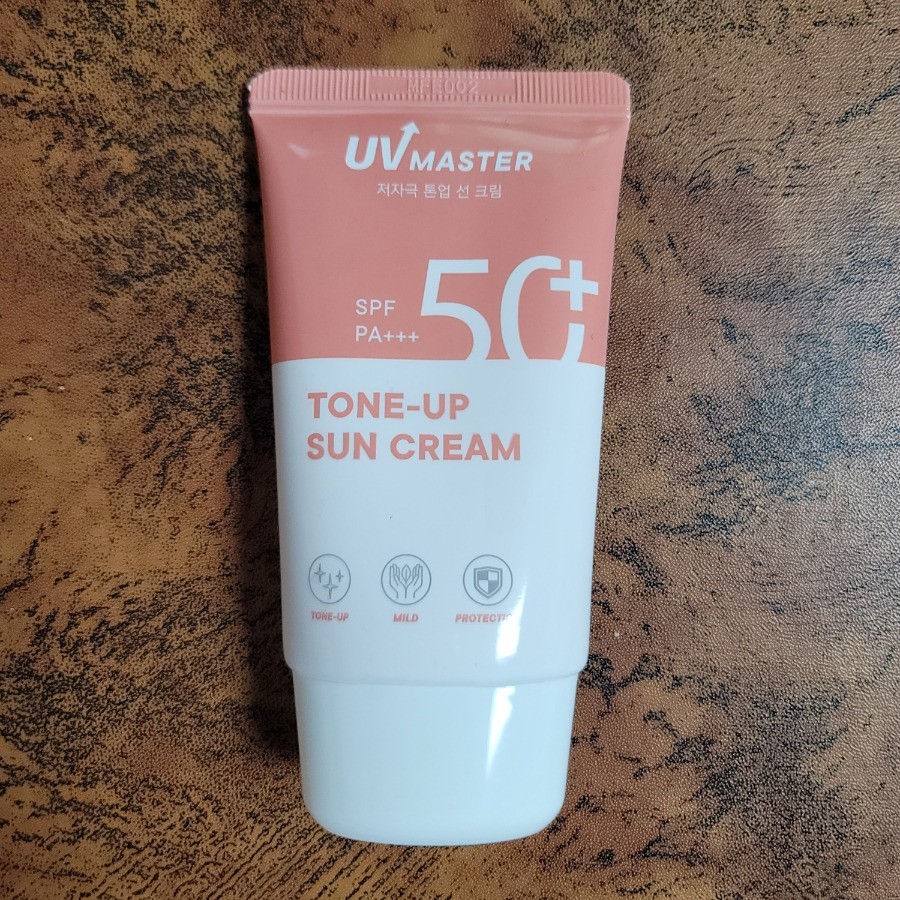 UV MASTER
저자극 톤업 선 크림
SPF 50+
PA+++
TONE-UP
SUN CREAM
TONE-UP
MILD